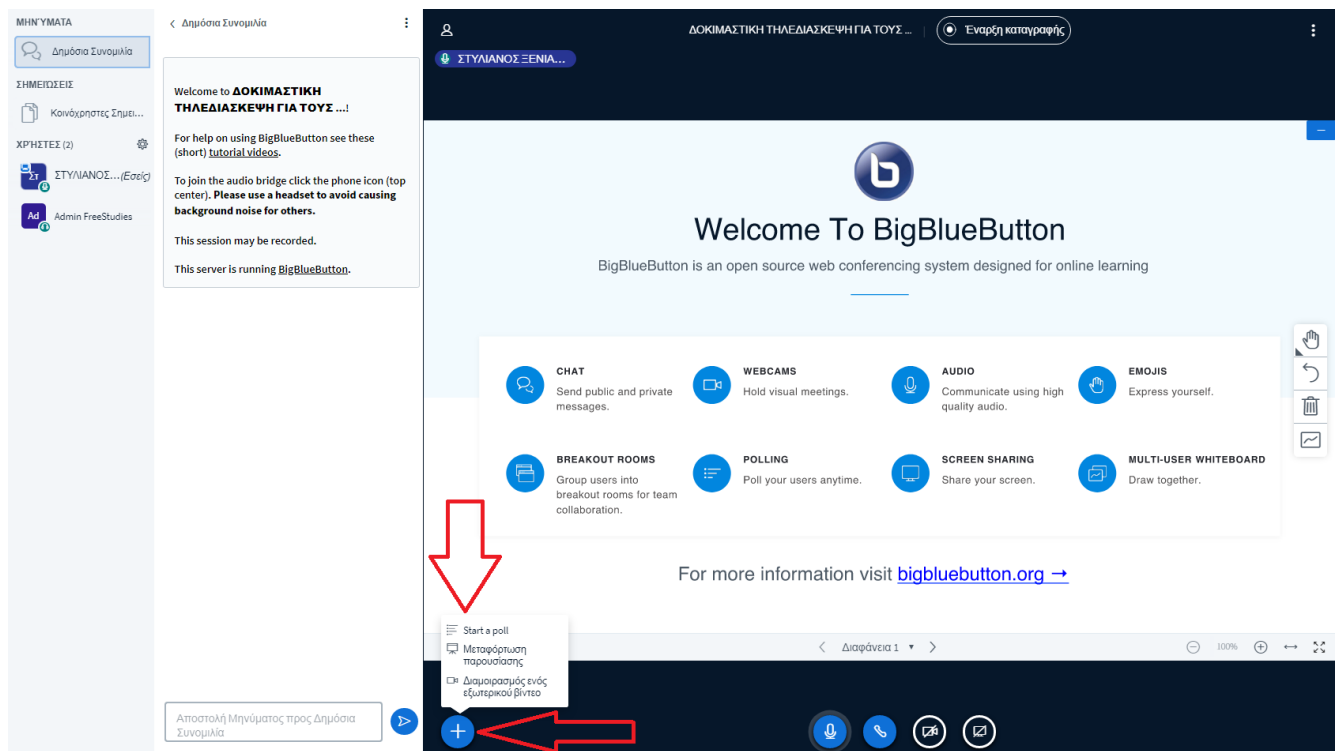 ΜΗΝΎΜΑΤΑ
Δημόσια Συνομιλία
ΣΗΜΕΙΏΣΕΙΣ
Κοινόχρηστες Σημει...
ΧΡΉΣΤΕΣ (2)
ΣΤ
ΣΤΥΛΙΑΝΟΣ... (Εσείς)
Ad
Admin FreeStudies
Δημόσια Συνομιλία
Welcome to ΔΟΚΙΜΑΣΤΙΚΗ
ΤΗΛΕΔΙΑΣΚΕΨΗ ΓΙΑ ΤΟΥΣ ...!
For help on using BigBlueButton see these
(short) tutorial videos.
To join the audio bridge click the phone icon (top
center). Please use a headset to avoid causing
background noise for others.
This session may be recorded.
This server is running BigBlueButton.
Αποστολή Μηνύματος προς Δημόσια
Συνομιλία
ΔΟΚΙΜΑΣΤΙΚΗ ΤΗΛΕΔΙΑΣΚΕΨΗ ΓΙΑ ΤΟΥΣ ...
Έναρξη καταγραφής
ΣΤΥΛΙΑΝΟΣ ΞΕΝΙΑ...
b
Welcome To BigBlueButton
BigBlueButton is an open source web conferencing system designed for online learning
CHAT
Send public and private
messages.
WEBCAMS
Hold visual meetings.
AUDIO
Communicate using high
quality audio.
EMOJIS
Express yourself.
BREAKOUT ROOMS
Group users into
breakout rooms for team
collaboration.
POLLING
Poll your users anytime.
SCREEN SHARING
Share your screen.
MULTI-USER WHITEBOARD
Draw together.
For more information visit bigbluebutton.org →
Start a poll
Μεταφόρτωση
παρουσίασης
Διαμοιρασμός ενός
εξωτερικού βίντεο
Διαφάνεια 1
100%